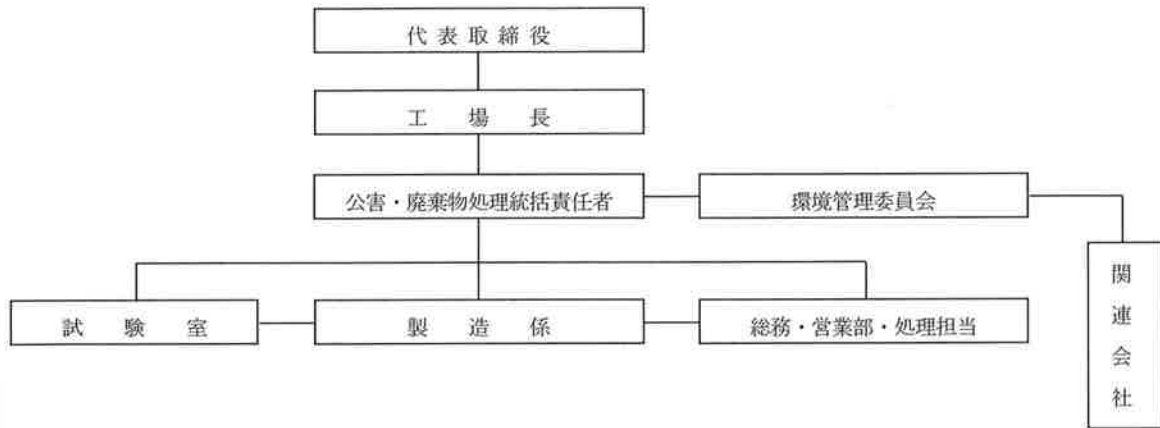 代表取締役
工場長
公害・廃棄物処理統括責任者
環境管理委員会
関連会社
試験室
製造係
総務・営業部・処理担当